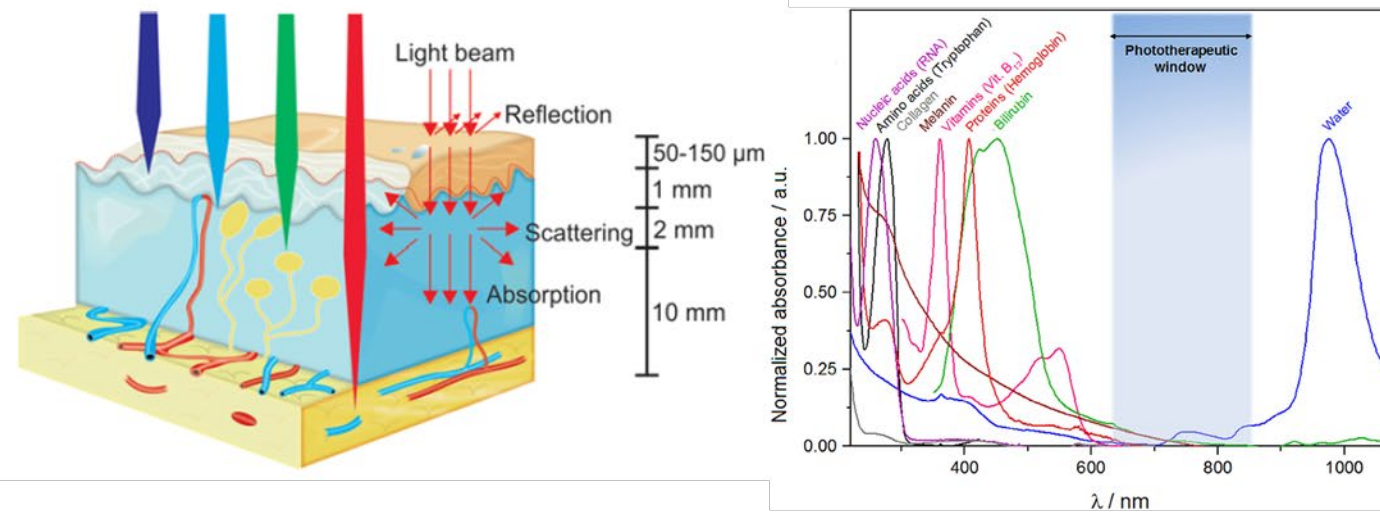 Light beam
Reflection
50-150 μm
1 mm
Scattering
2 mm
Absorption
10 mm
Nucleic acids (RNA)
Amino acids (Tryptophan)
Collagen
Melanin
Vitamins (Vit. B₁₂)
Proteins (Hemoglobin)
Bilirubin
Phototherapeutic
window
Water
Normalized absorbance / a.u.
1.00
0.75
0.50
0.25
0.00
400
600
800
1000
λ / nm